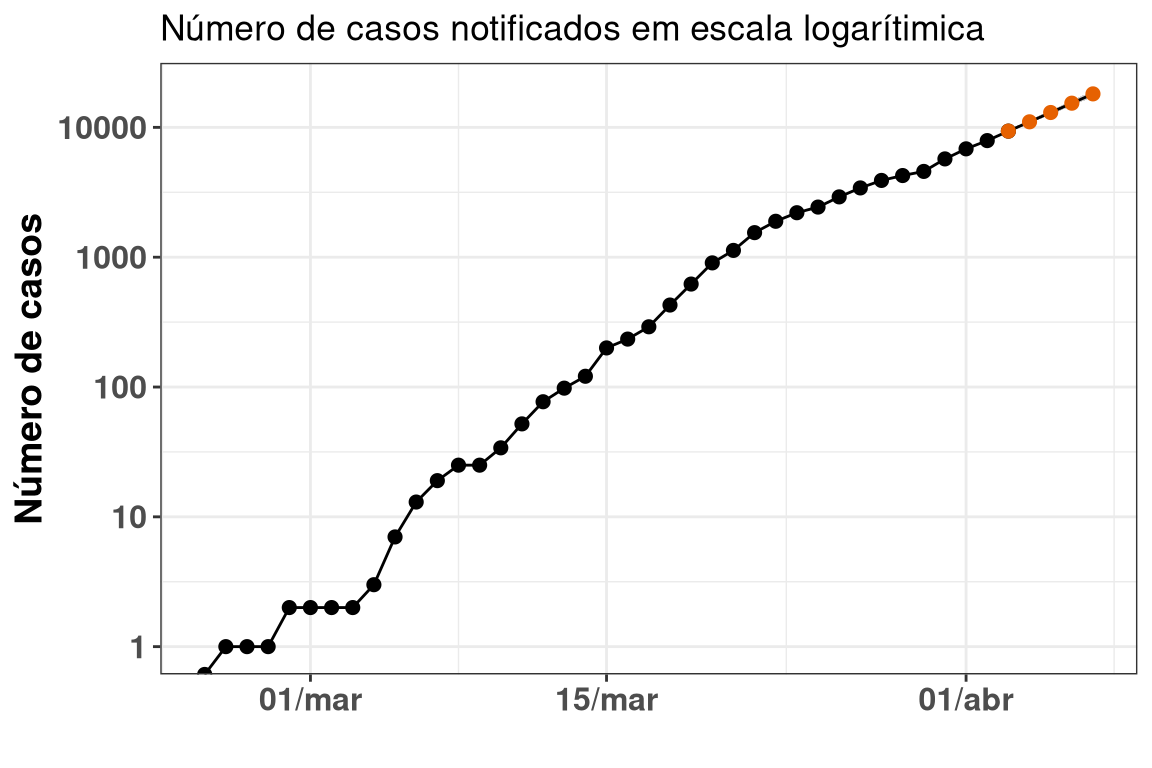 Número de casos notificados em escala logarítimica
Número de casos
10000
1000
100
10
1
01/mar
15/mar
01/abr